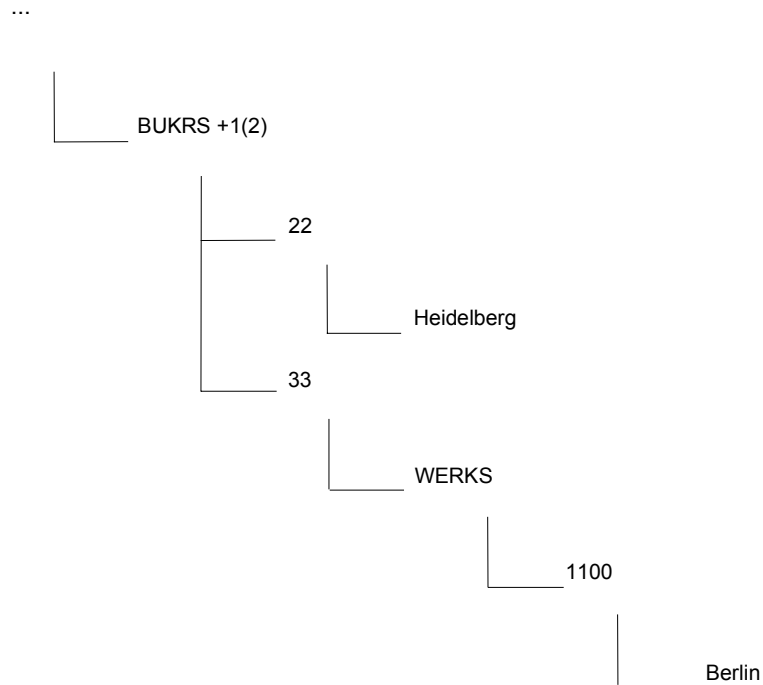 ...
BUKRS +1(2)
22
Heidelberg
33
WERKS
1100
Berlin